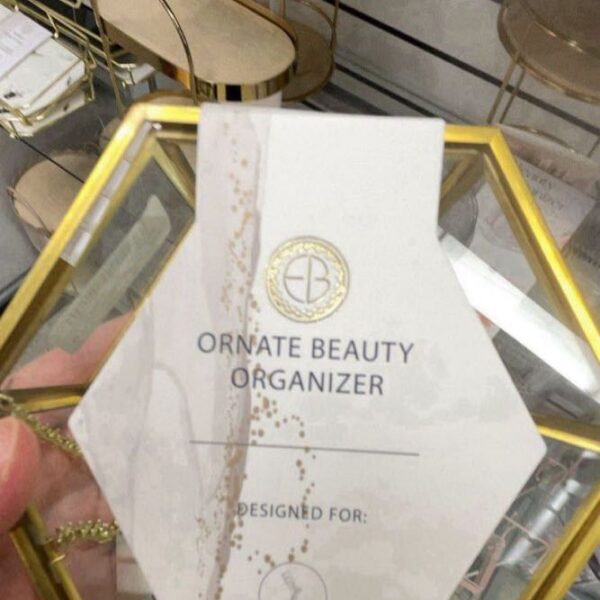 EB
ORNATE BEAUTY
ORGANIZER
DESIGNED FOR: